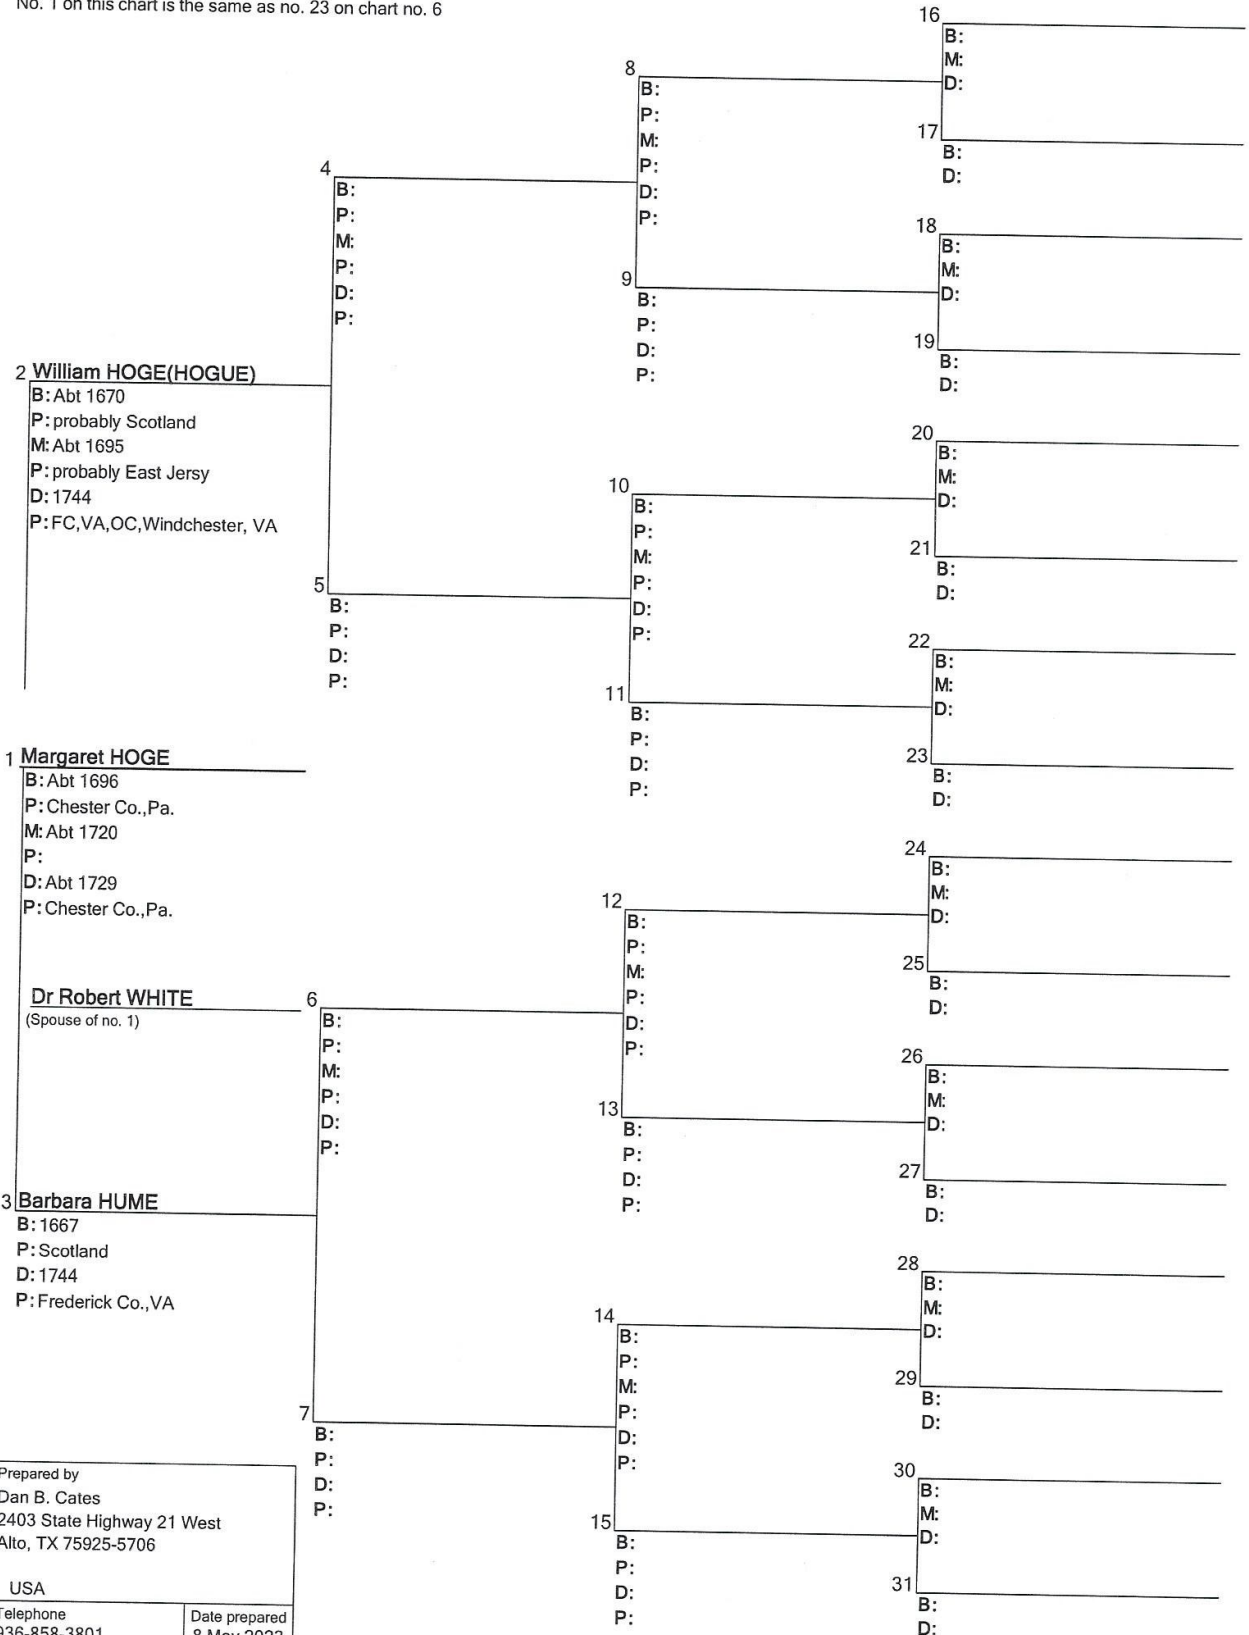 No. 1 on this chart is the same as no. 23 on chart no. 6
2 William HOGE(HOGUE)
B: Abt 1670
P: probably Scotland
M: Abt 1695
P: probably East Jersy
D: 1744
P: FC,VA,OC,Windchester, VA
1 Margaret HOGE
B: Abt 1696
P: Chester Co.,Pa.
M: Abt 1720
P:
D: Abt 1729
P: Chester Co.,Pa.
Dr Robert WHITE
(Spouse of no. 1)
3 Barbara HUME
B: 1667
P: Scotland
D: 1744
P: Frederick Co.,VA
4
B:
P:
M:
P:
D:
P:
5
B:
P:
D:
P:
6
B:
P:
M:
P:
D:
P:
7
B:
P:
D:
P:
8
B:
P:
M:
P:
D:
P:
9
B:
P:
D:
P:
10
B:
P:
M:
P:
D:
P:
11
B:
P:
D:
P:
12
B:
P:
M:
P:
D:
P:
13
B:
P:
D:
P:
14
B:
P:
M:
P:
D:
P:
15
B:
P:
D:
P:
16
B:
M:
D:
17
B:
D:
18
B:
M:
D:
19
B:
D:
20
B:
M:
D:
21
B:
D:
22
B:
M:
D:
23
B:
D:
24
B:
M:
D:
25
B:
D:
26
B:
M:
D:
27
B:
D:
28
B:
M:
D:
29
B:
D:
30
B:
M:
D:
31
B:
D:
Prepared by
Dan B. Cates
2403 State Highway 21 West
Alto, TX 75925-5706
USA
Telephone
936-858-3801
Date prepared
8 May